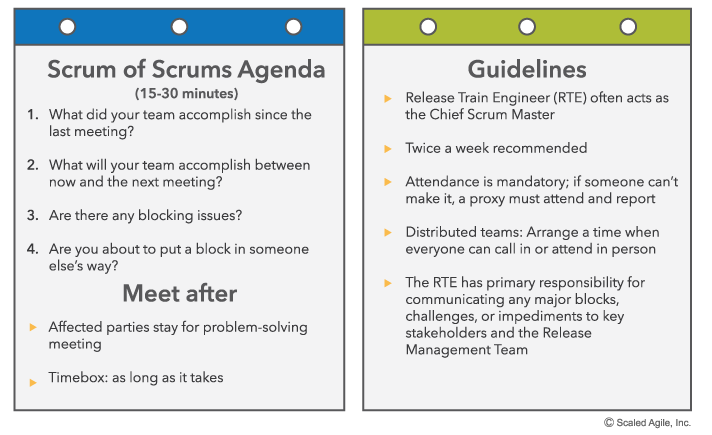 Scrum of Scrums Agenda
(15-30 minutes)
1. What did your team accomplish since the
last meeting?
2. What will your team accomplish between
now and the next meeting?
3. Are there any blocking issues?
4. Are you about to put a block in someone
else's way?
Meet after
Affected parties stay for problem-solving
meeting
Timebox: as long as it takes
Guidelines
Release Train Engineer (RTE) often acts as
the Chief Scrum Master
Twice a week recommended
Attendance is mandatory; if someone can't
make it, a proxy must attend and report
Distributed teams: Arrange a time when
everyone can call in or attend in person
The RTE has primary responsibility for
communicating any major blocks,
challenges, or impediments to key
stakeholders and the Release
Management Team
© Scaled Agile, Inc.